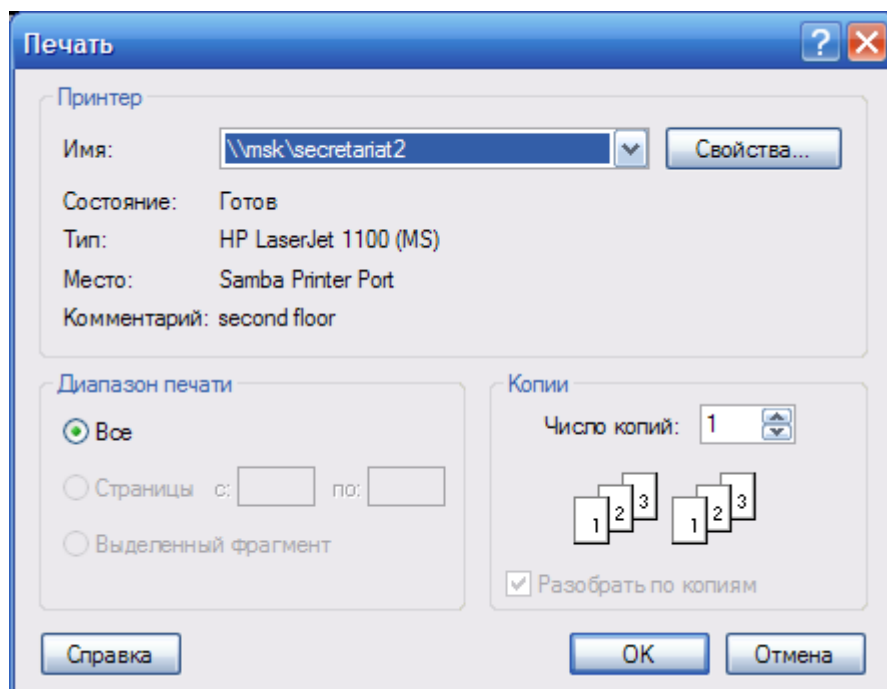 Печать
Принтер
Имя: \\msk\secretariat2 Свойства...
Состояние: Готов
Тип: HP LaserJet 1100 (MS)
Место: Samba Printer Port
Комментарий: second floor
Диапазон печати
Все
Страницы с: по:
Выделенный фрагмент
Копии
Число копий: 1
1 2 3 1 2 3
Разобрать по копиям
Справка OK Отмена